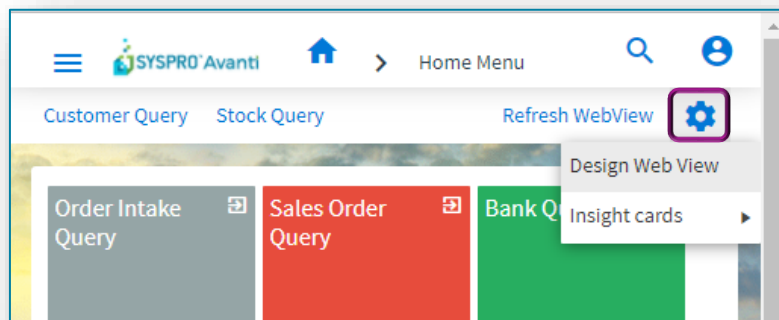 SYSPRO™ Avanti
Home Menu
Customer Query
Stock Query
Refresh WebView
Design Web View
Insight cards
Order Intake
Query
Sales Order
Query
Bank Q